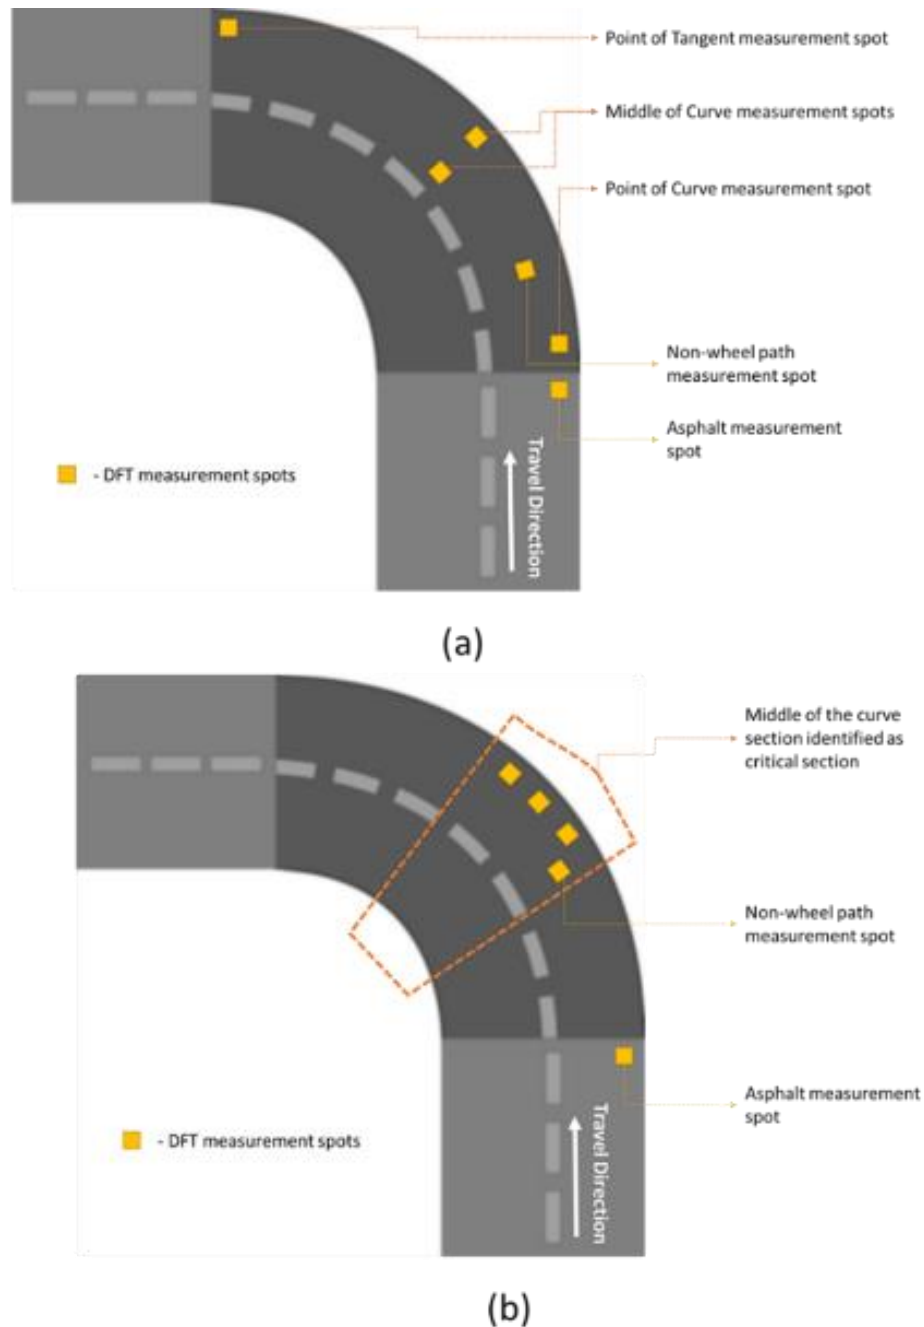 Point of Tangent measurement spot
Middle of Curve measurement spots
Point of Curve measurement spot
Non-wheel path
measurement spot
Asphalt measurement
spot
Travel Direction
- DFT measurement spots
(a)
Middle of the curve
section identified as
critical section
Non-wheel path
measurement spot
Asphalt measurement
spot
Travel Direction
- DFT measurement spots
(b)